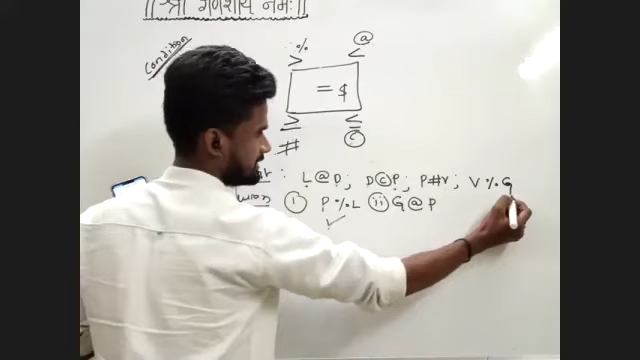 || श्री गणेशाय नमः ||
Condition
% @
> <
= $
≥ ≤
# ©
: L @ D ; D © P ; P # V ; V % G
(i) P % L (ii) G @ P